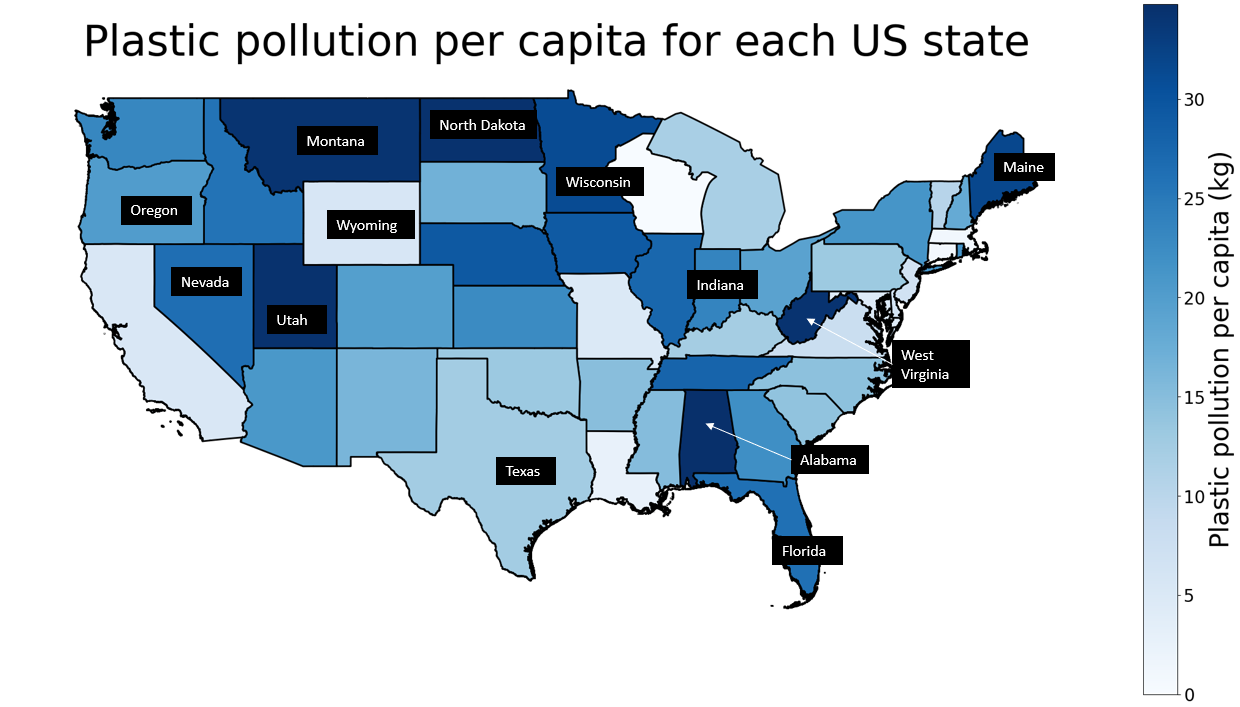 Plastic pollution per capita for each US state
Montana
North Dakota
Wisconsin
Maine
Oregon
Wyoming
Nevada
Utah
Indiana
West
Virginia
Texas
Alabama
Florida
30
25
20
15
10
5
0
Plastic pollution per capita (kg)